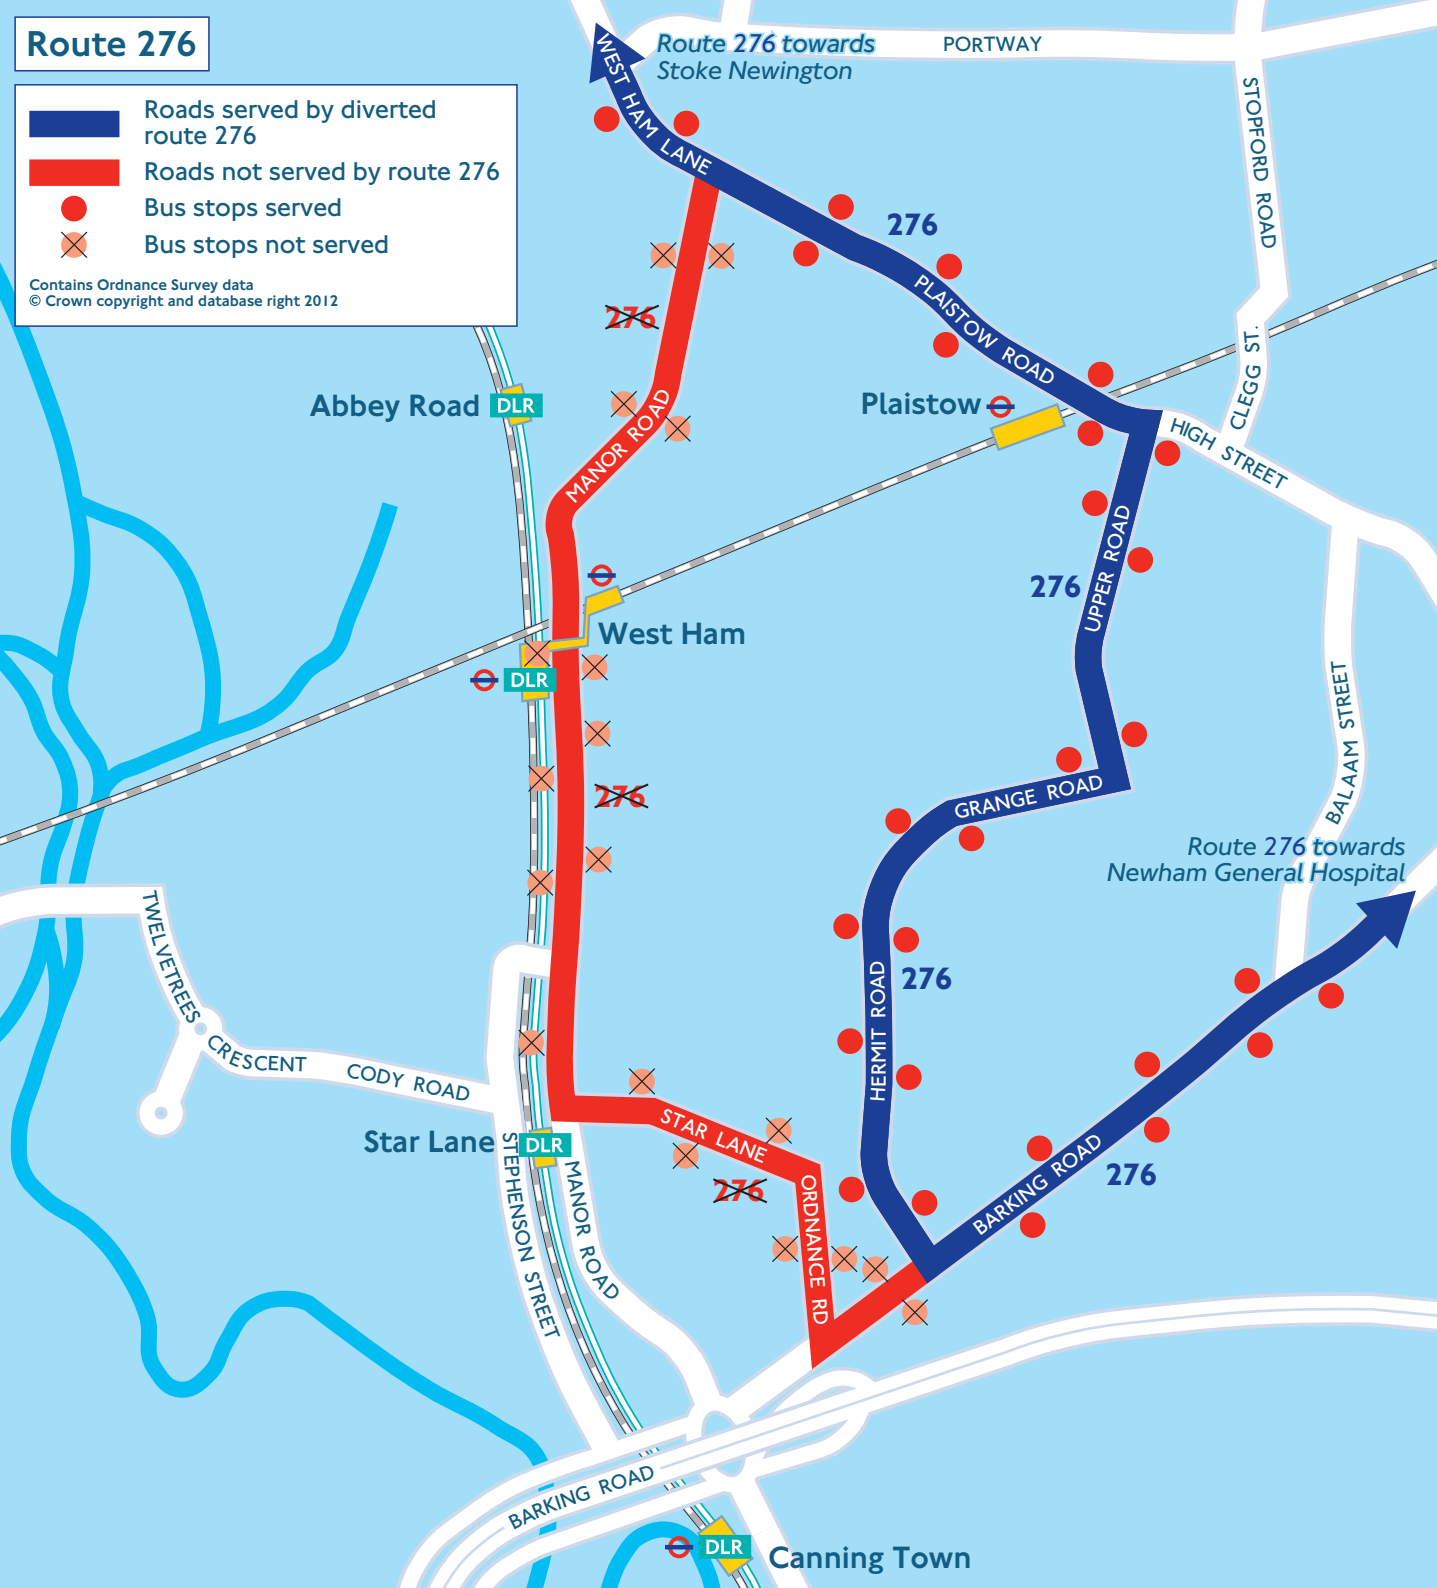 Route 276
Roads served by diverted
route 276
Roads not served by route 276
Bus stops served
Bus stops not served
Contains Ordnance Survey data
© Crown copyright and database right 2012
Route 276 towards
Stoke Newington
PORTWAY
WEST HAM LANE
STOPFORD ROAD
276
PLAISTOW ROAD
276
CLEGG ST.
Abbey Road
DLR
Plaistow
MANOR ROAD
HIGH STREET
UPPER ROAD
276
West Ham
DLR
BALAAM STREET
276
GRANGE ROAD
Route 276 towards
Newham General Hospital
TWELVETREES
CRESCENT
CODY ROAD
HERMIT ROAD
276
STAR LANE
Star Lane
DLR
276
BARKING ROAD
276
STEPHENSON STREET
MANOR ROAD
ORDNANCE RD
BARKING ROAD
DLR
Canning Town